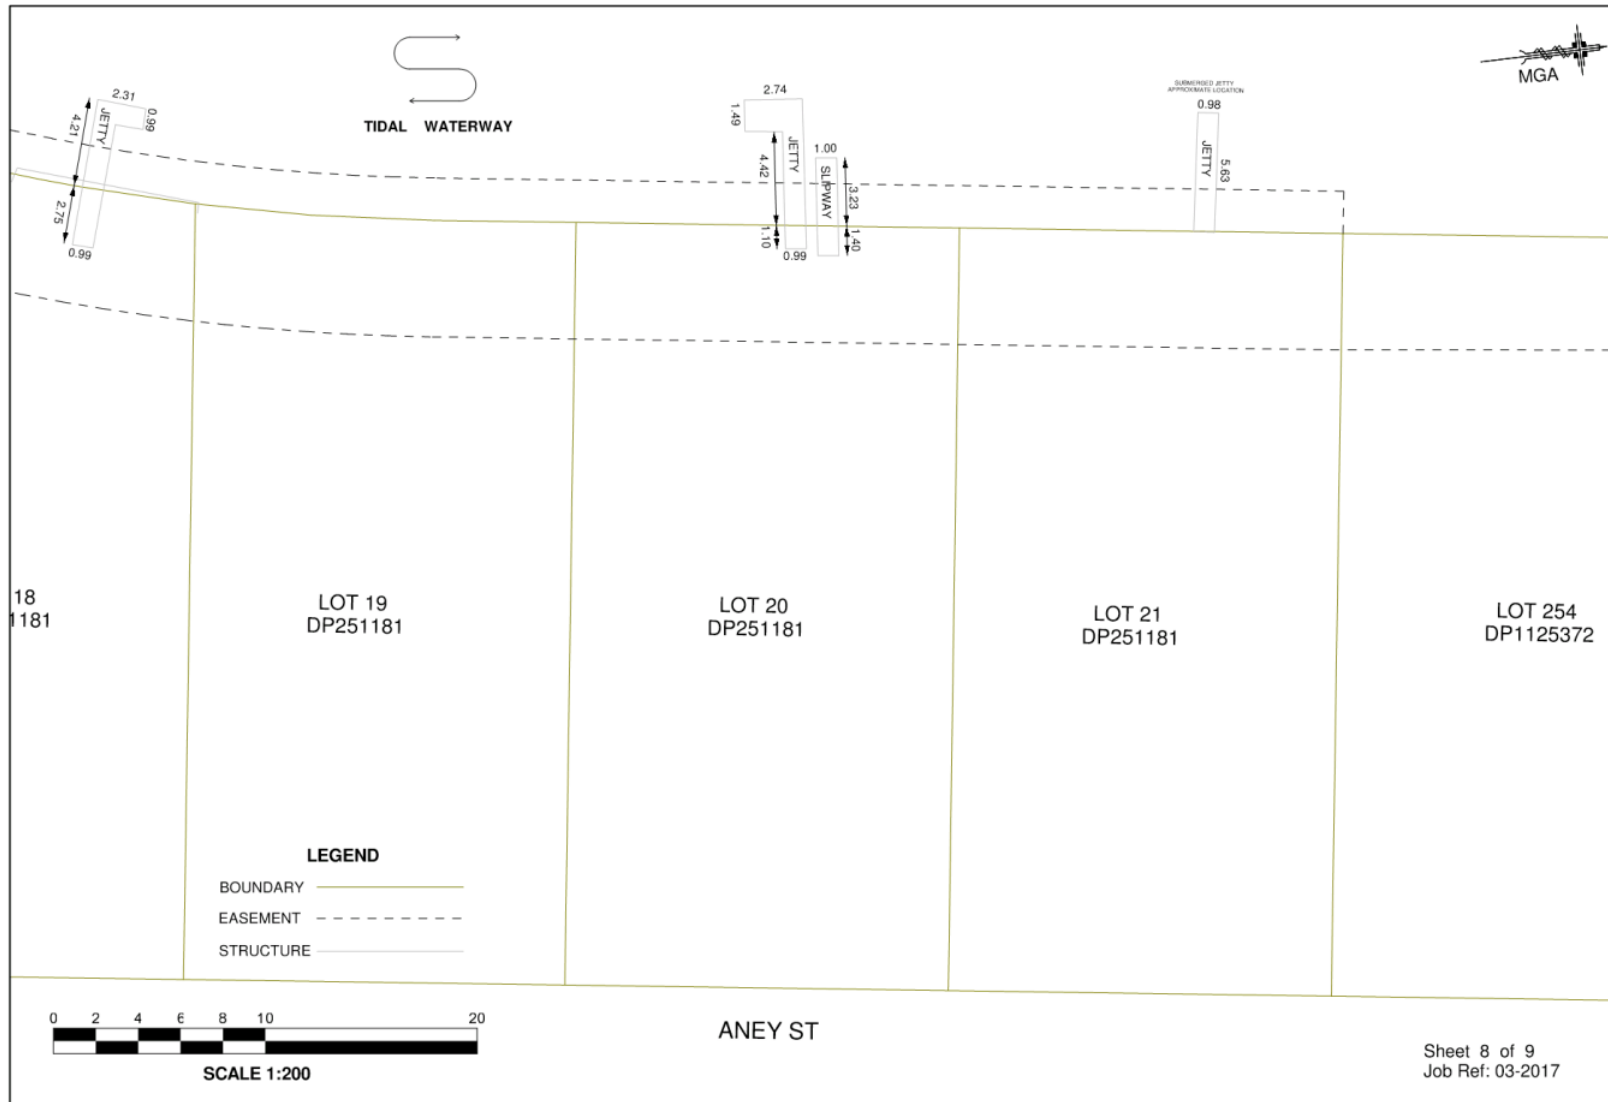 MGA
SUBMERGED JETTY
APPROXIMATE LOCATION
2.31
4.21
JETTY
0.99
2.75
0.99
TIDAL WATERWAY
2.74
1.49
JETTY
4.42
1.00
SLIPWAY
3.23
1.10
0.99
1.40
0.98
JETTY
5.63
18
1181
LOT 19
DP251181
LOT 20
DP251181
LOT 21
DP251181
LOT 254
DP1125372
LEGEND
BOUNDARY
EASEMENT
STRUCTURE
0 2 4 6 8 10 20
SCALE 1:200
ANEY ST
Sheet 8 of 9
Job Ref: 03-2017